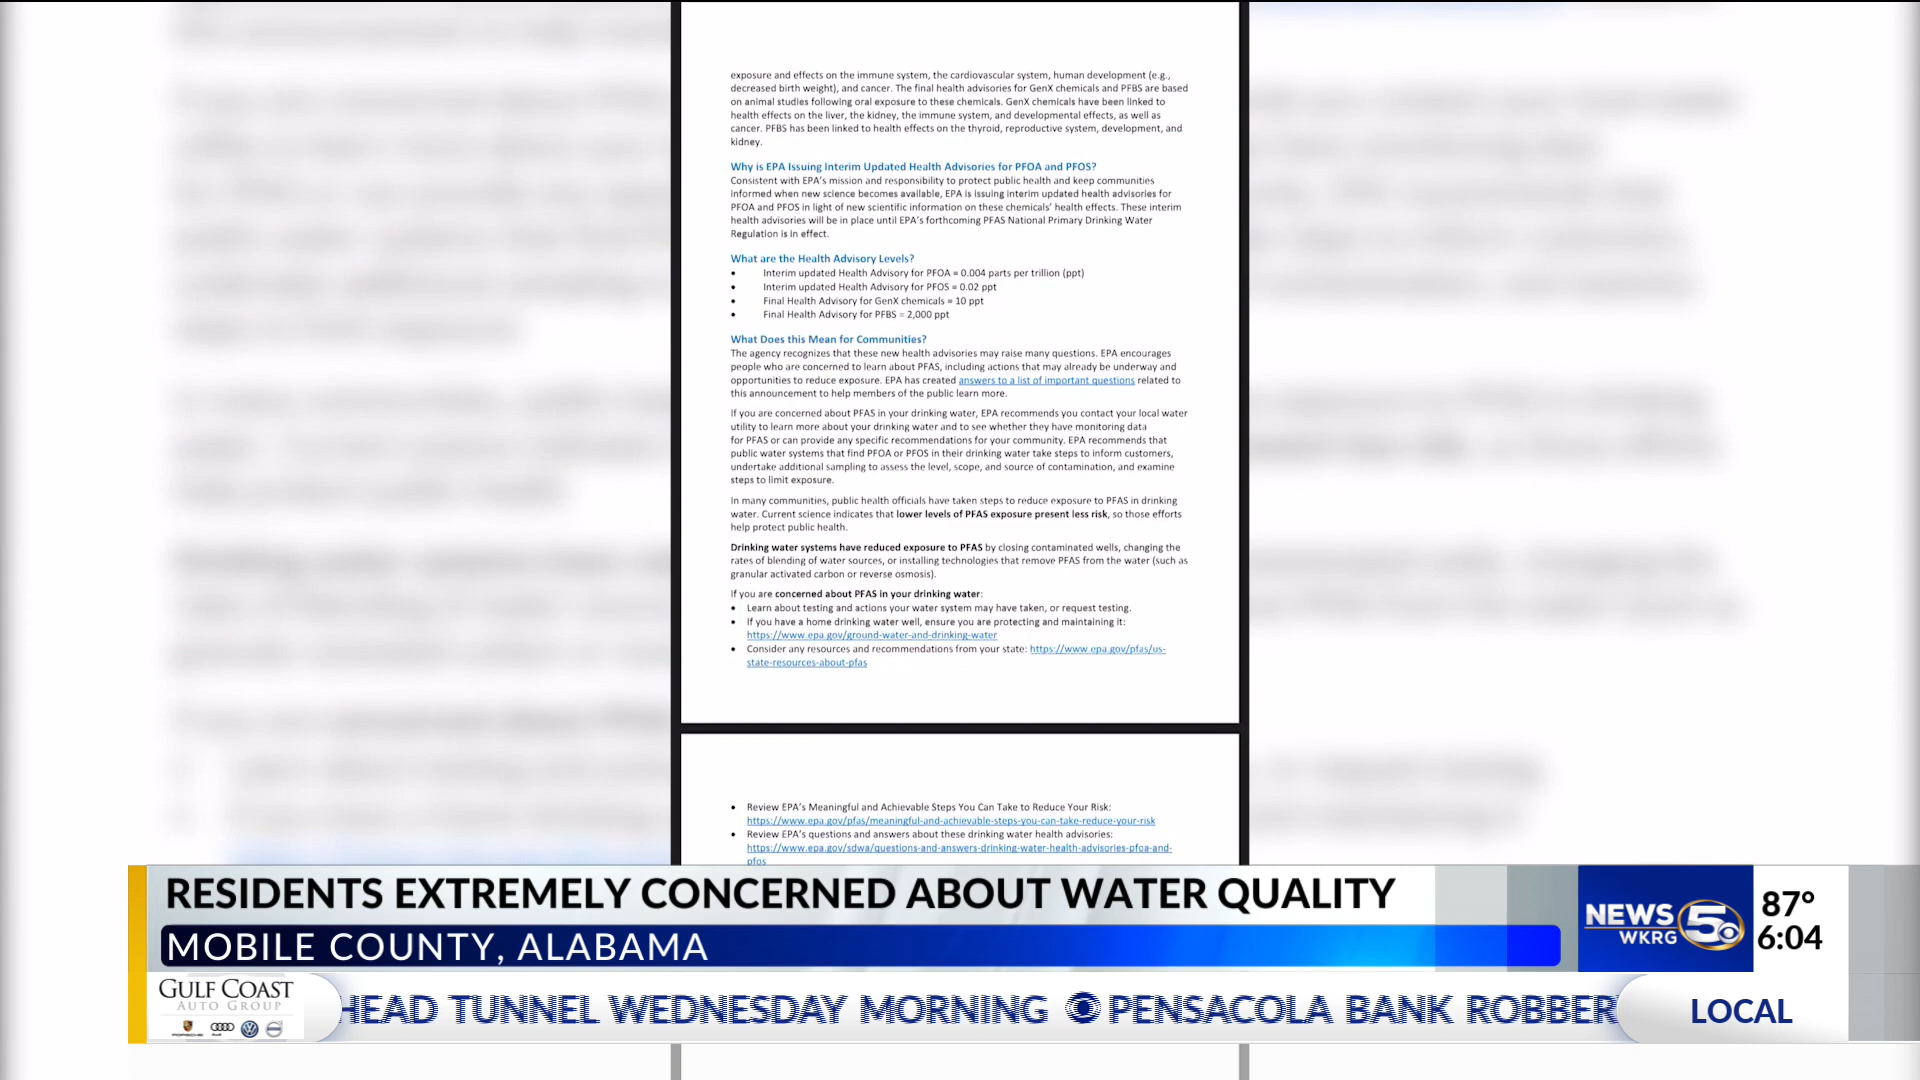 exposure and effects on the immune system, the cardiovascular system, human development (e.g.,
decreased birth weight), and cancer. The final health advisories for GenX chemicals and PFBS are based
on animal studies following oral exposure to these chemicals. GenX chemicals have been linked to
health effects on the liver, the kidney, the immune system, and developmental effects, as well as
cancer. PFBS has been linked to health effects on the thyroid, reproductive system, development, and
kidney.
Why is EPA Issuing Interim Updated Health Advisories for PFOA and PFOS?
Consistent with EPA's mission and responsibility to protect public health and keep communities
informed when new science becomes available, EPA is issuing interim updated health advisories for
PFOA and PFOS in light of new scientific information on these chemicals' health effects. These interim
health advisories will be in place until EPA's forthcoming PFAS National Primary Drinking Water
Regulation is in effect.
What are the Health Advisory Levels?
• Interim updated Health Advisory for PFOA = 0.004 parts per trillion (ppt)
• Interim updated Health Advisory for PFOS = 0.02 ppt
• Final Health Advisory for GenX chemicals = 10 ppt
• Final Health Advisory for PFBS = 2,000 ppt
What Does this Mean for Communities?
The agency recognizes that these new health advisories may raise many questions. EPA encourages
people who are concerned to learn about PFAS, including actions that may already be underway and
opportunities to reduce exposure. EPA has created answers to a list of important questions related to
this announcement to help members of the public learn more.
If you are concerned about PFAS in your drinking water, EPA recommends you contact your local water
utility to learn more about your drinking water and to see whether they have monitoring data
for PFAS or can provide any specific recommendations for your community. EPA recommends that
public water systems that find PFOA or PFOS in their drinking water take steps to inform customers,
undertake additional sampling to assess the level, scope, and source of contamination, and examine
steps to limit exposure.
In many communities, public health officials have taken steps to reduce exposure to PFAS in drinking
water. Current science indicates that lower levels of PFAS exposure present less risk, so those efforts
help protect public health.
Drinking water systems have reduced exposure to PFAS by closing contaminated wells, changing the
rates of blending of water sources, or installing technologies that remove PFAS from the water (such as
granular activated carbon or reverse osmosis).
If you are concerned about PFAS in your drinking water:
• Learn about testing and actions your water system may have taken, or request testing.
• If you have a home drinking water well, ensure you are protecting and maintaining it:
https://www.epa.gov/ground-water-and-drinking-water
• Consider any resources and recommendations from your state: https://www.epa.gov/pfas/us-
state-resources-about-pfas
• Review EPA's Meaningful and Achievable Steps You Can Take to Reduce Your Risk:
https://www.epa.gov/pfas/meaningful-and-achievable-steps-you-can-take-reduce-your-risk
• Review EPA's questions and answers about these drinking water health advisories:
https://www.epa.gov/sdwa/questions-and-answers-drinking-water-health-advisories-pfoa-and-
pfos
RESIDENTS EXTREMELY CONCERNED ABOUT WATER QUALITY
MOBILE COUNTY, ALABAMA
NEWS 5
WKRG
87°
6:04
GULF COAST
AUTO GROUP
HEAD TUNNEL WEDNESDAY MORNING PENSACOLA BANK ROBBER
LOCAL